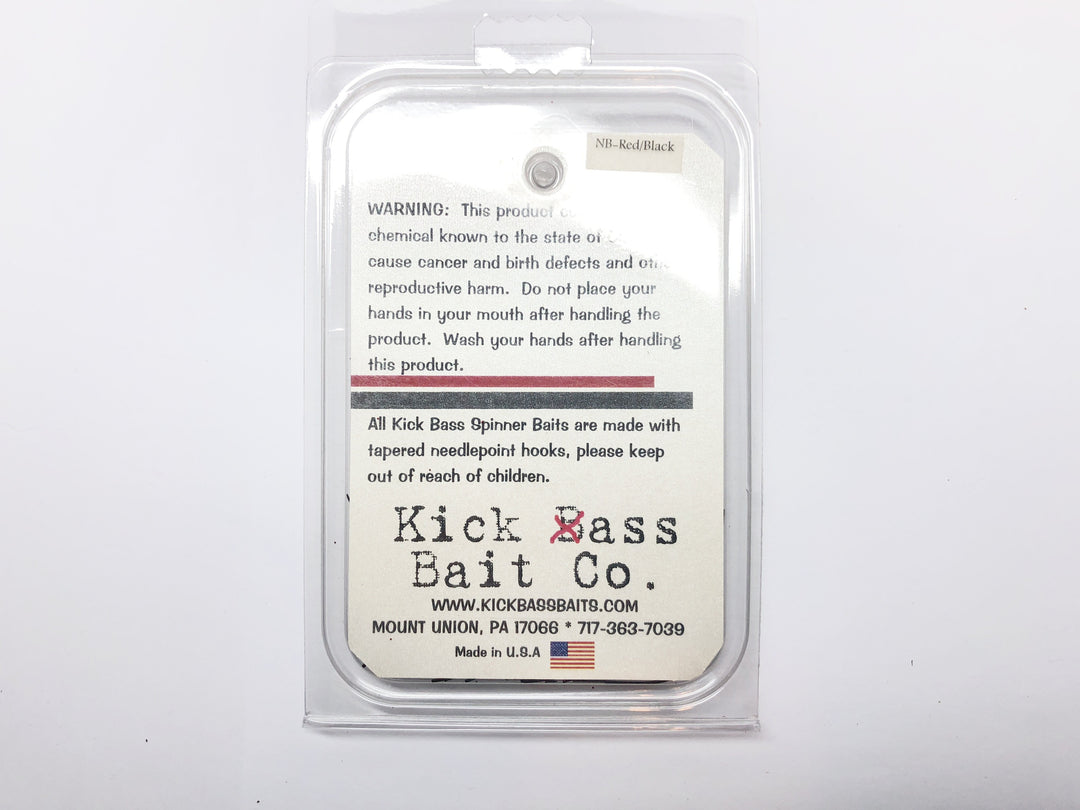 NB-Red/Black
WARNING: This product
chemical known to the state of
cause cancer and birth defects and
reproductive harm. Do not place your
hands in your mouth after handling the
product. Wash your hands after handling
this product.
All Kick Bass Spinner Baits are made with
tapered needlepoint hooks, please keep
out of reach of children.
Kick Bass
Bait Co.
WWW.KICKBASSBAITS.COM
MOUNT UNION, PA 17066 * 717-363-7039
Made in U.S.A